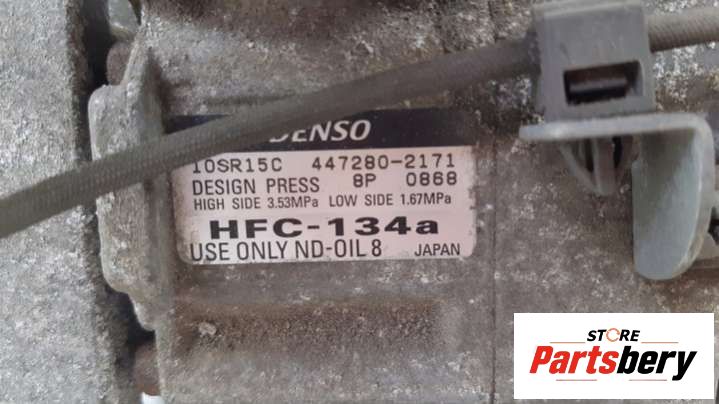 DENSO
10SR15C 447280-2171
DESIGN PRESS 8P 0868
HIGH SIDE 3.53MPa LOW SIDE 1.67MPa
HFC-134a
USE ONLY ND-OIL 8 JAPAN
STORE
Partsbery